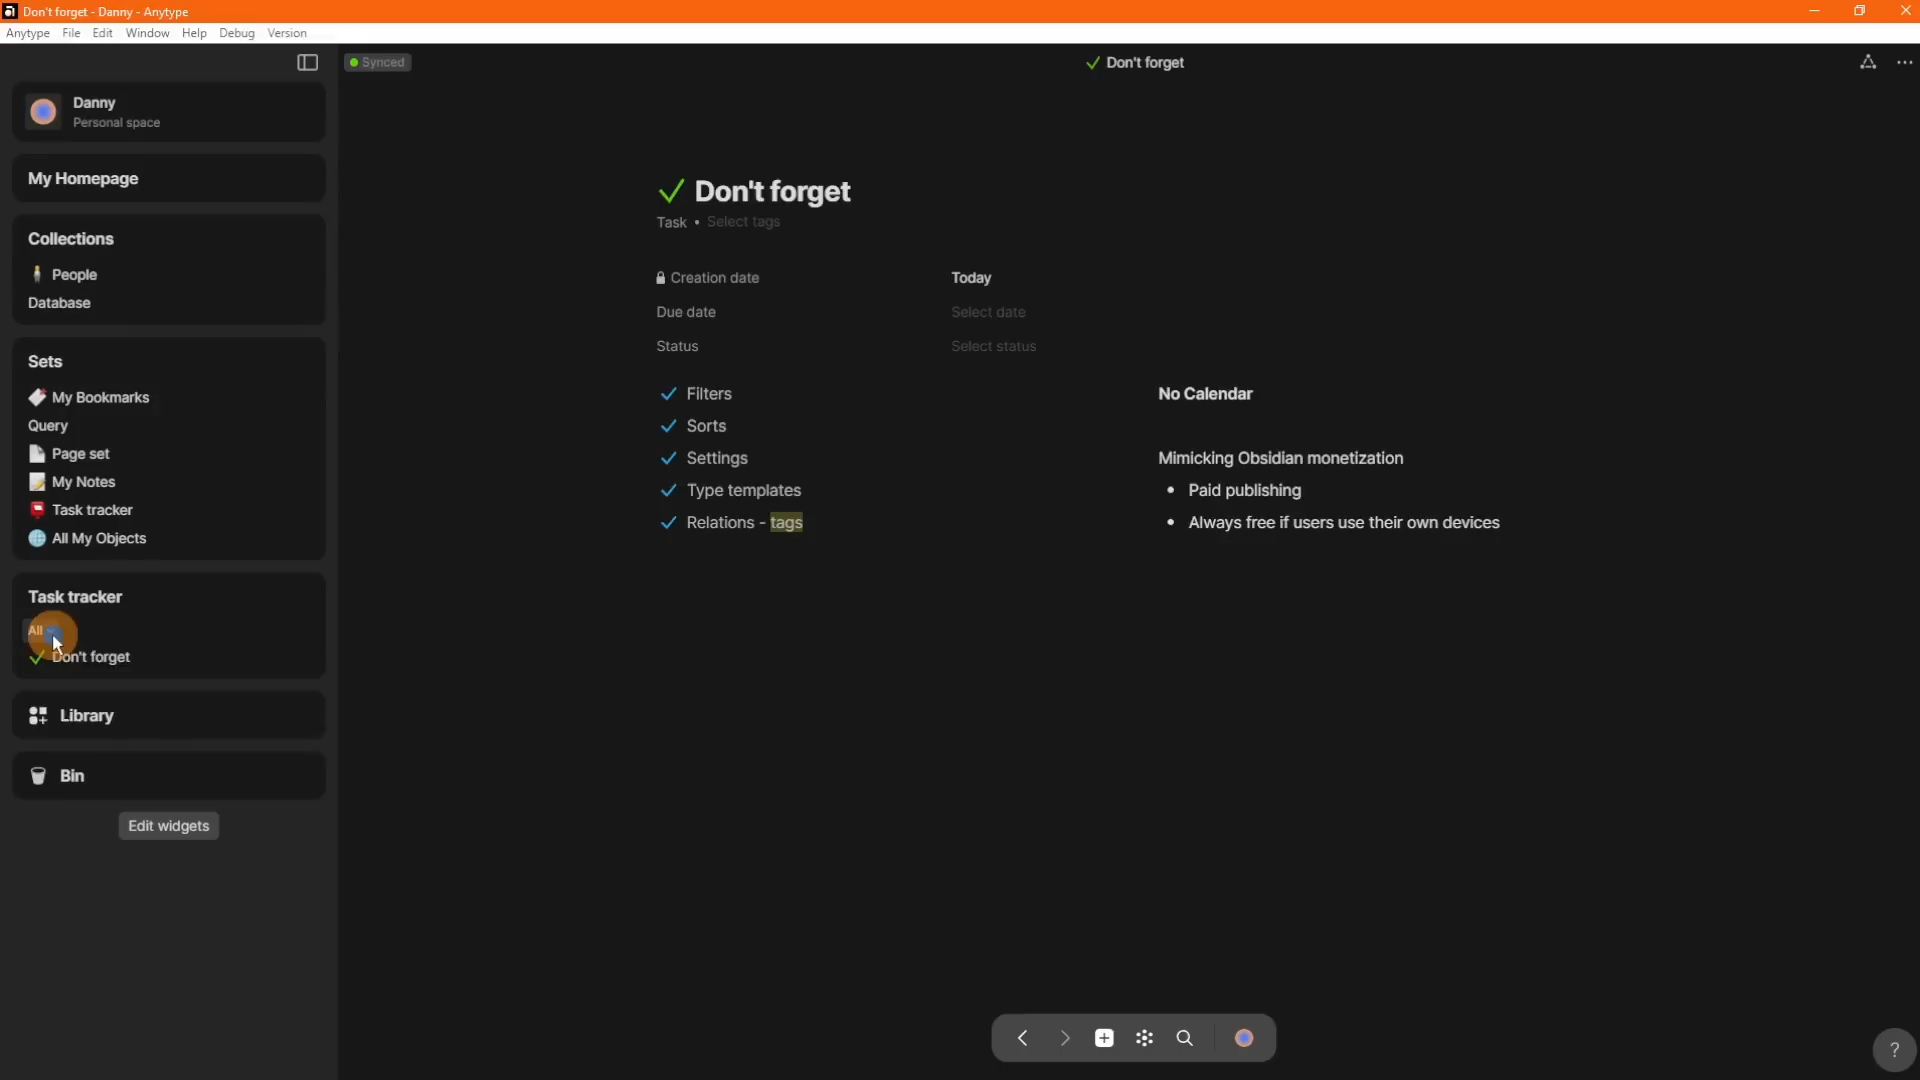 Don't forget - Danny - Anytype
Anytype File Edit Window Help Debug Version
Synced
Don't forget
Danny
Personal space
My Homepage
Collections
People
Database
Sets
My Bookmarks
Query
Page set
My Notes
Task tracker
All My Objects
Task tracker
All
Don't forget
Library
Bin
Edit widgets
Don't forget
Task • Select tags
Creation date Today
Due date Select date
Status Select status
Filters
Sorts
Settings
Type templates
Relations - tags
No Calendar
Mimicking Obsidian monetization
• Paid publishing
• Always free if users use their own devices
?